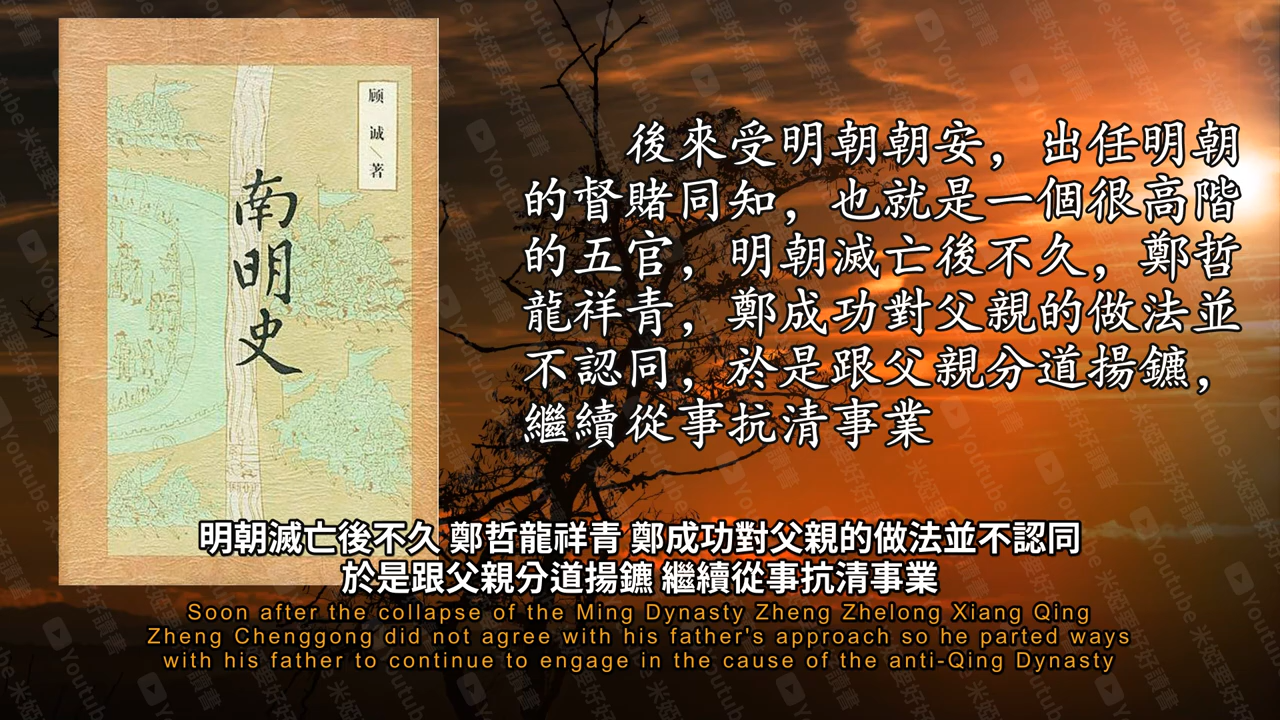 顾诚 著
南明史
後來受明朝朝安，出任明朝
的督賭同知，也就是一個很高階
的五官，明朝滅亡後不久，鄭哲
龍祥青，鄭成功對父親的做法並
不認同，於是跟父親分道揚鑣，
繼續從事抗清事業
明朝滅亡後不久 鄭哲龍祥青 鄭成功對父親的做法並不認同
於是跟父親分道揚鑣 繼續從事抗清事業
Soon after the collapse of the Ming Dynasty Zheng Zhelong Xiang Qing
Zheng Chenggong did not agree with his father's approach so he parted ways
with his father to continue to engage in the cause of the anti-Qing Dynasty
Youtube 米姬要好好讀書